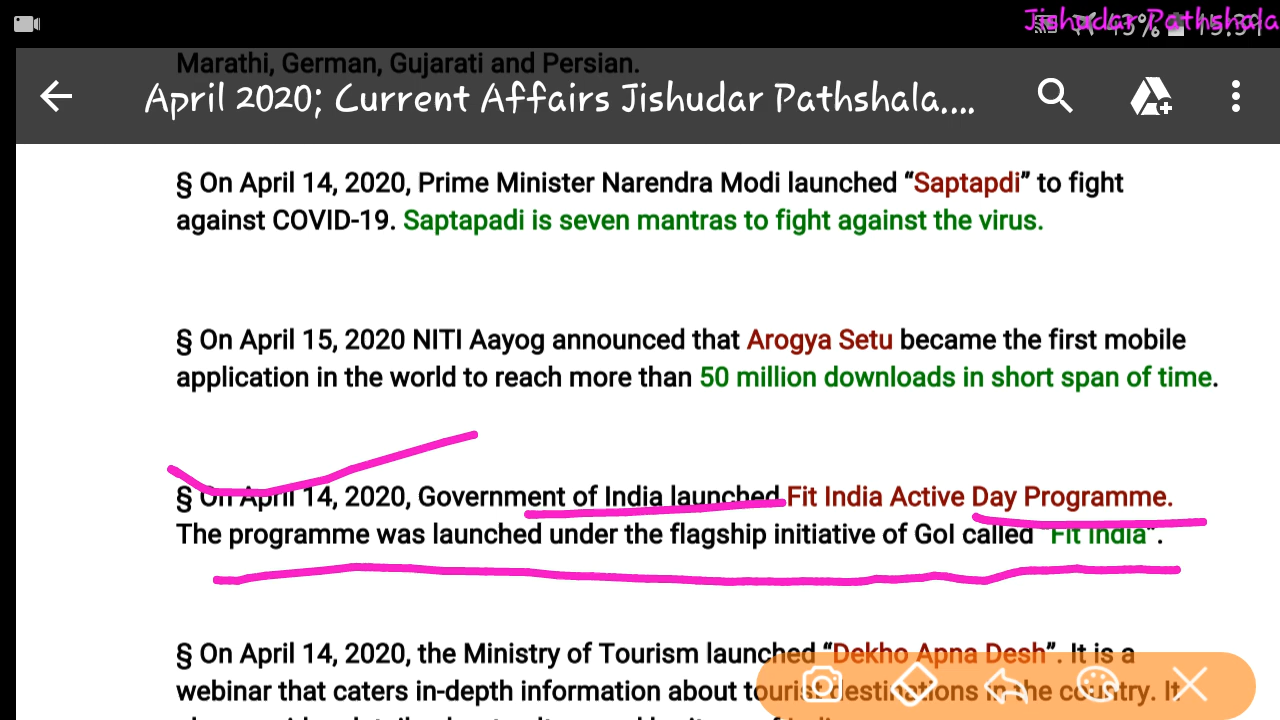 Jishudar Pathshala
43% 15:39
Marathi, German, Gujarati and Persian.
April 2020; Current Affairs Jishudar Pathshala....
§ On April 14, 2020, Prime Minister Narendra Modi launched “Saptapdi” to fight
against COVID-19. Saptapadi is seven mantras to fight against the virus.
§ On April 15, 2020 NITI Aayog announced that Arogya Setu became the first mobile
application in the world to reach more than 50 million downloads in short span of time.
§ On April 14, 2020, Government of India launched Fit India Active Day Programme.
The programme was launched under the flagship initiative of GoI called “Fit India”.
§ On April 14, 2020, the Ministry of Tourism launched “Dekho Apna Desh”. It is a
webinar that caters in-depth information about tourist destinations in the country. It